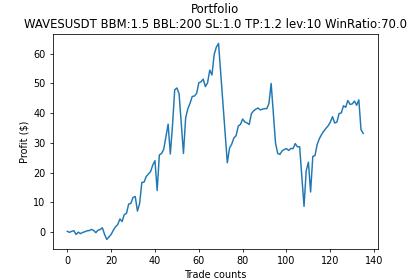 Portfolio
WAVESUSDT BBM:1.5 BBL:200 SL:1.0 TP:1.2 lev:10 WinRatio:70.0
Profit ($)
60
50
40
30
20
10
0
0 20 40 60 80 100 120 140
Trade counts